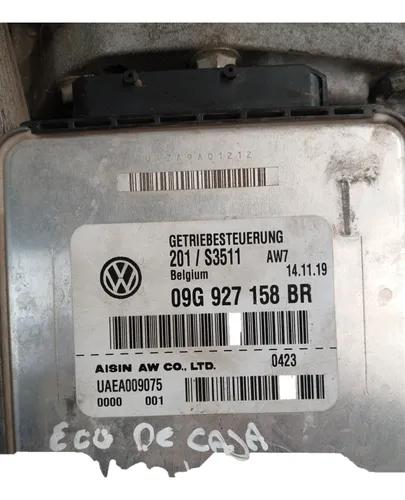 GETRIEBESTEUERUNG
201 / S3511 AW7
Belgium 14.11.19
09G 927 158 BR
AISIN AW CO., LTD. 0423
UAEA009075
0000 001
ECU DE CAJA